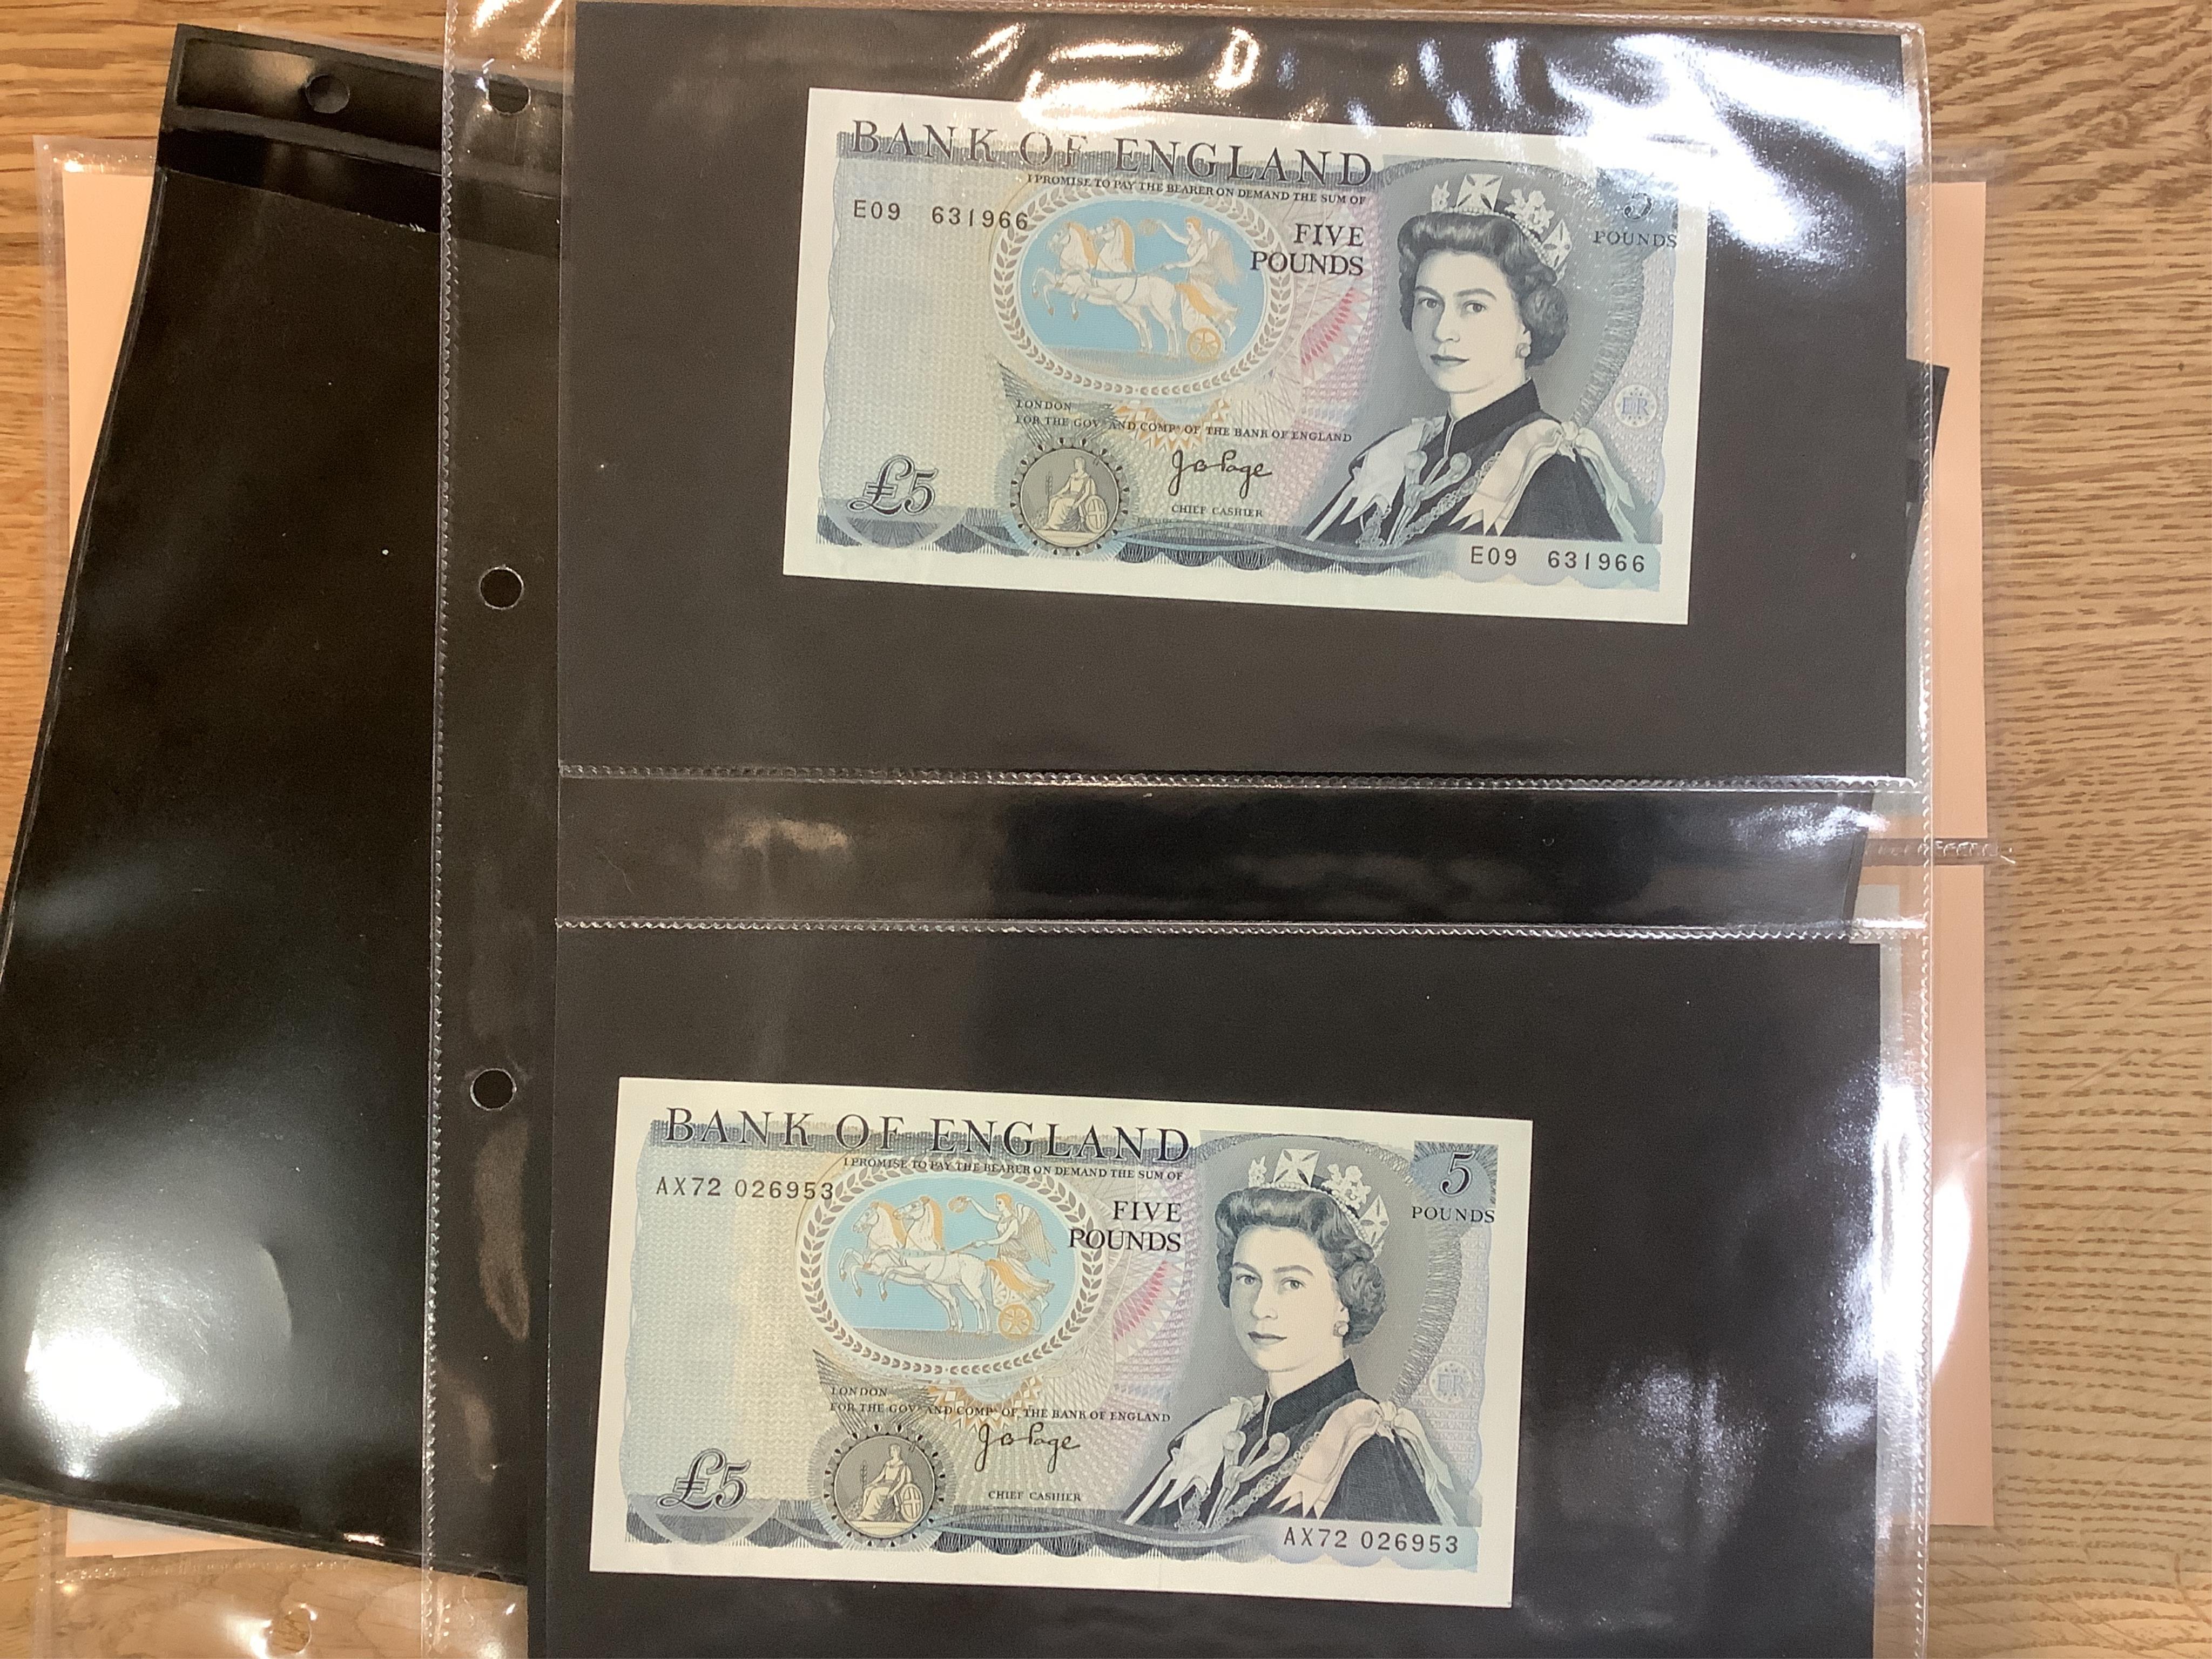 BANK OF ENGLAND
I PROMISE TO PAY THE BEARER ON DEMAND THE SUM OF
E09 631966
FIVE
POUNDS
5
POUNDS
LONDON
FOR THE GOVR AND COMPA OF THE BANK OF ENGLAND
ER
J B Page
£5
CHIEF CASHIER
E09 631966
BANK OF ENGLAND
I PROMISE TO PAY THE BEARER ON DEMAND THE SUM OF
AX72 026953
FIVE
POUNDS
5
POUNDS
LONDON
FOR THE GOVR AND COMPA OF THE BANK OF ENGLAND
ER
J B Page
£5
CHIEF CASHIER
AX72 026953